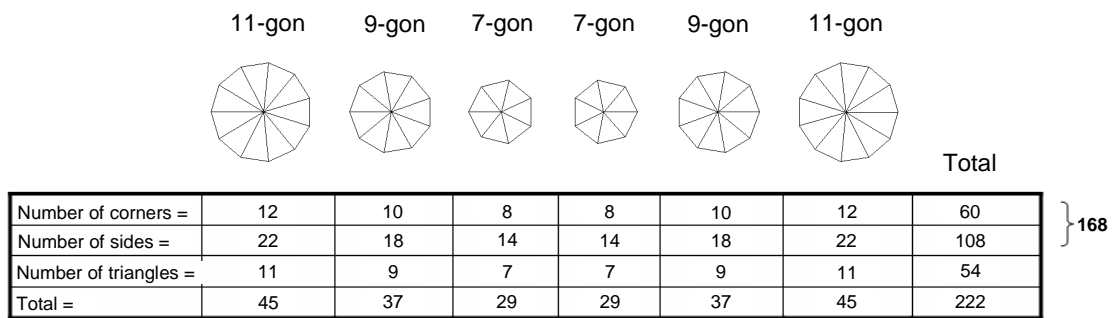 11-gon 9-gon 7-gon 7-gon 9-gon 11-gon
Total
Number of corners = 12 10 8 8 10 12 60
Number of sides = 22 18 14 14 18 22 108
168
Number of triangles = 11 9 7 7 9 11 54
Total = 45 37 29 29 37 45 222